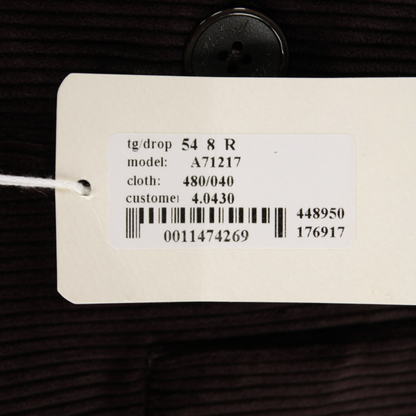 tg/drop 54 8 R
model: A71217
cloth: 480/040
custome 4.0430
448950
0011474269 176917